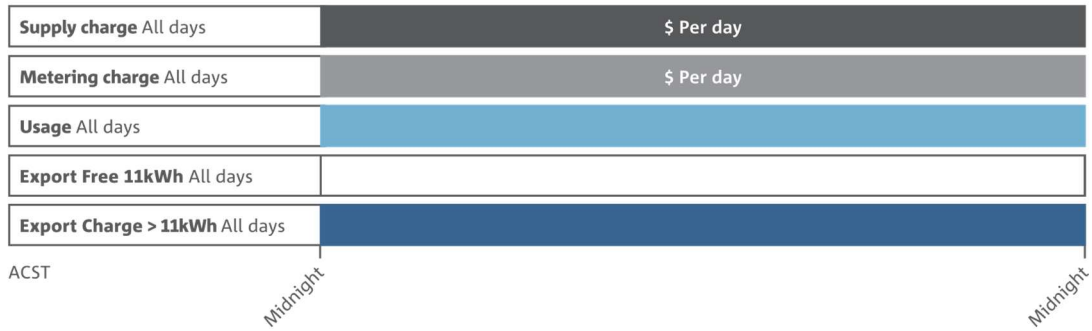 Supply charge All days $ Per day
Metering charge All days $ Per day
Usage All days
Export Free 11kWh All days
Export Charge > 11kWh All days
ACST Midnight Midnight